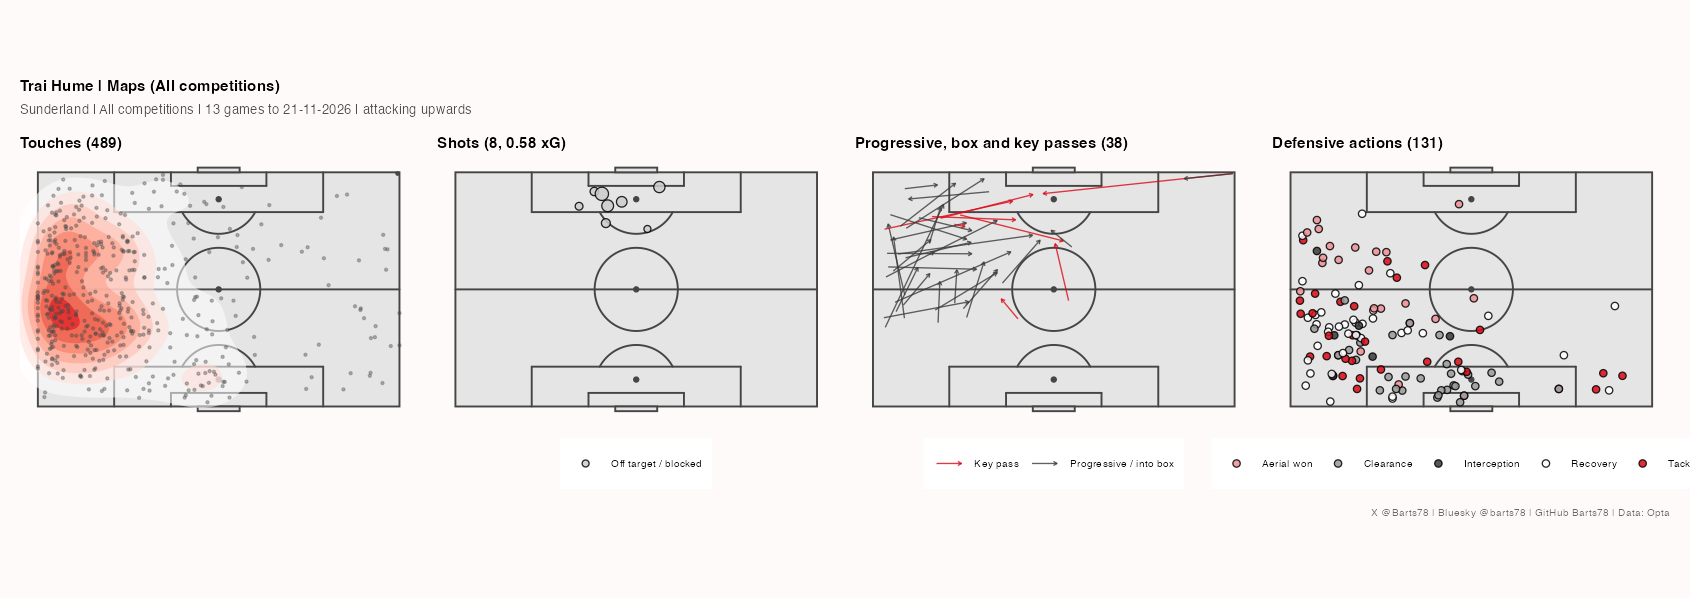 Trai Hume | Maps (All competitions)
Sunderland | All competitions | 13 games to 21-11-2026 | attacking upwards
Touches (489)
Shots (8, 0.58 xG)
Progressive, box and key passes (38)
Defensive actions (131)
Off target / blocked
Key pass
Progressive / into box
Aerial won
Clearance
Interception
Recovery
Tack
X @Barts78 | Bluesky @barts78 | GitHub Barts78 | Data: Opta